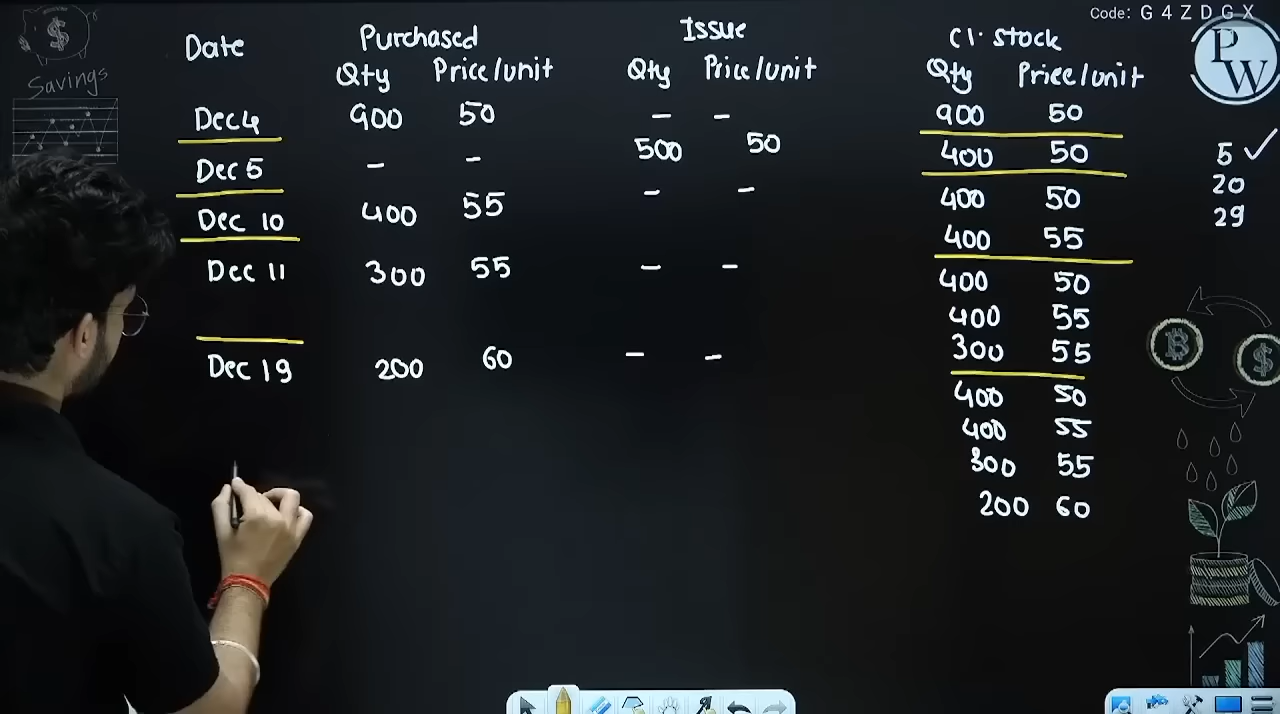 Code: G 4 Z D G X
Savings
PW
Date Purchased Issue Cl. Stock
Qty Price/unit Qty Price/unit Qty Price/unit
Dec 4 900 50 - - 900 50
Dec 5 - - 500 50 400 50
5 ✓
20
29
Dec 10 400 55 - - 400 50
400 55
Dec 11 300 55 - - 400 50
400 55
300 55
Dec 19 200 60 - - 400 50
400 55
300 55
200 60